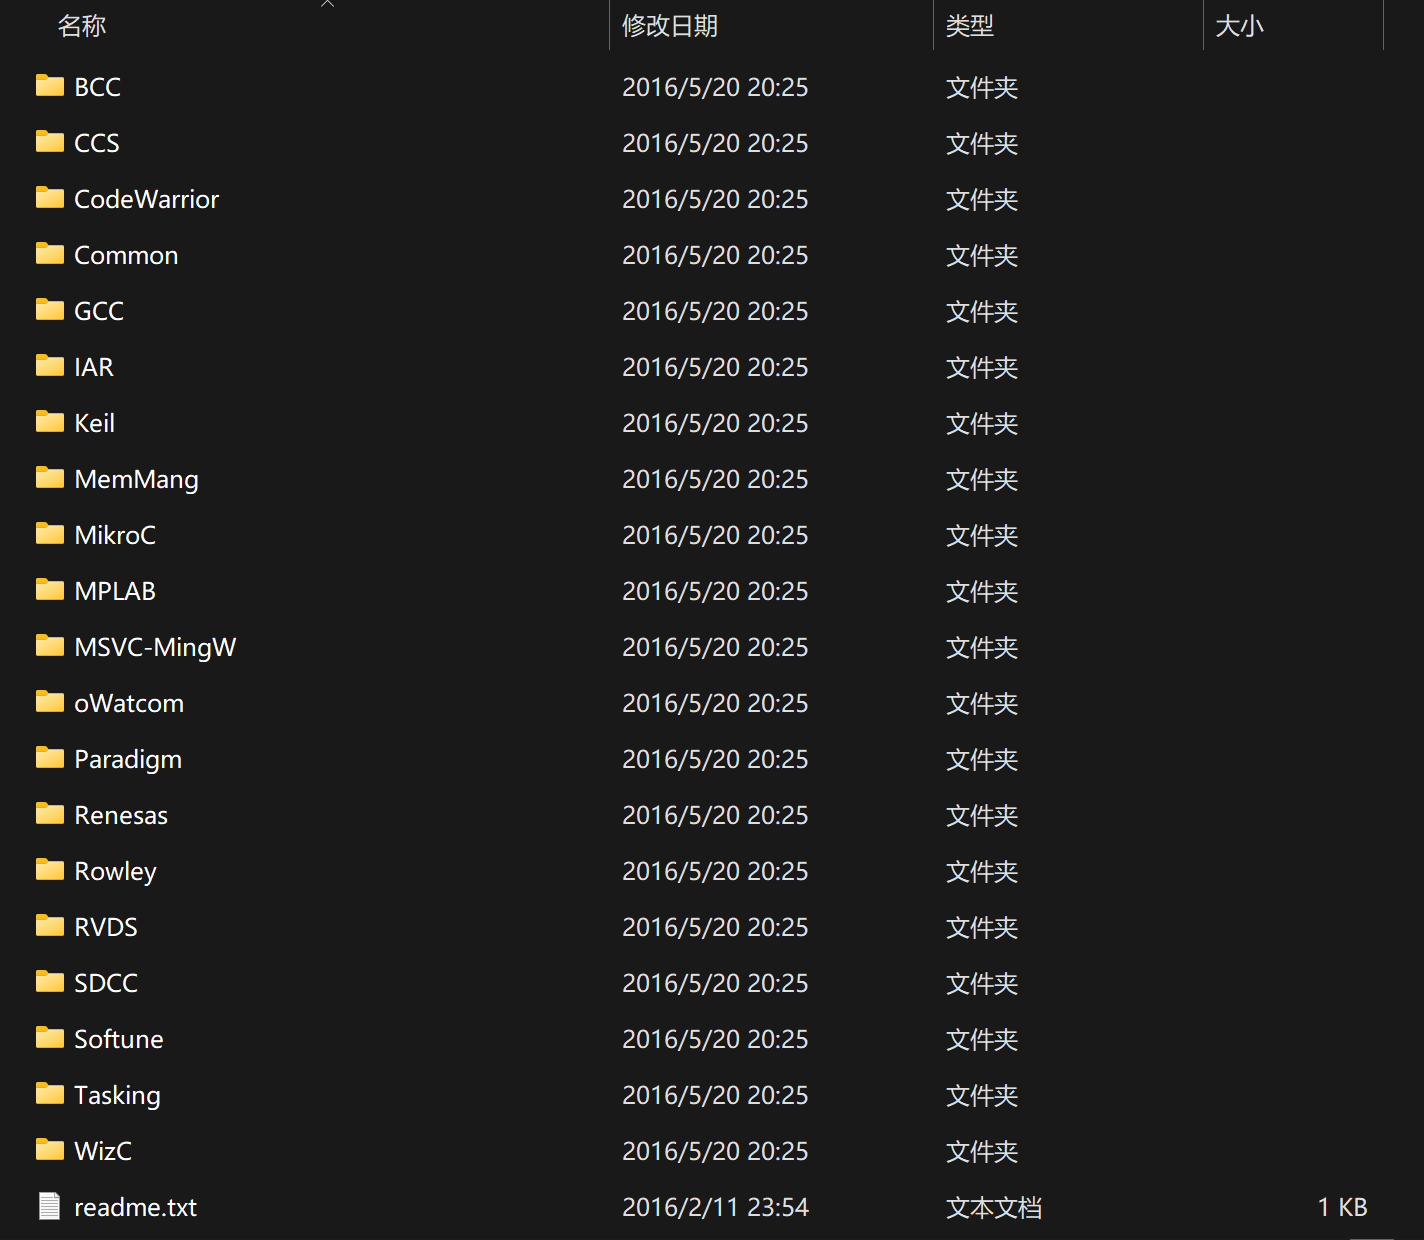 名称 修改日期 类型 大小
BCC 2016/5/20 20:25 文件夹
CCS 2016/5/20 20:25 文件夹
CodeWarrior 2016/5/20 20:25 文件夹
Common 2016/5/20 20:25 文件夹
GCC 2016/5/20 20:25 文件夹
IAR 2016/5/20 20:25 文件夹
Keil 2016/5/20 20:25 文件夹
MemMang 2016/5/20 20:25 文件夹
MikroC 2016/5/20 20:25 文件夹
MPLAB 2016/5/20 20:25 文件夹
MSVC-MingW 2016/5/20 20:25 文件夹
oWatcom 2016/5/20 20:25 文件夹
Paradigm 2016/5/20 20:25 文件夹
Renesas 2016/5/20 20:25 文件夹
Rowley 2016/5/20 20:25 文件夹
RVDS 2016/5/20 20:25 文件夹
SDCC 2016/5/20 20:25 文件夹
Softune 2016/5/20 20:25 文件夹
Tasking 2016/5/20 20:25 文件夹
WizC 2016/5/20 20:25 文件夹
readme.txt 2016/2/11 23:54 文本文档 1 KB